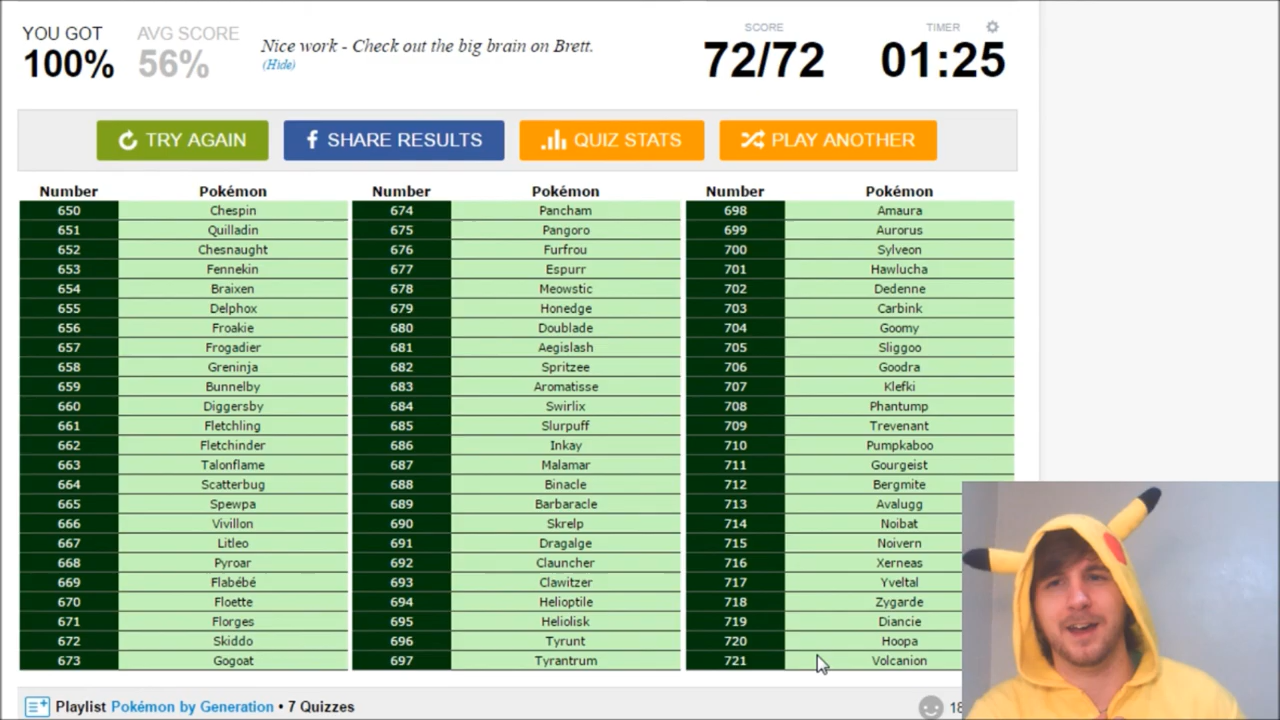 YOU GOT
100%
AVG SCORE
56%
Nice work - Check out the big brain on Brett.
(Hide)
SCORE
72/72
TIMER
01:25
TRY AGAIN
f SHARE RESULTS
QUIZ STATS
PLAY ANOTHER
Number Pokémon Number Pokémon Number Pokémon
650 Chespin 674 Pancham 698 Amaura
651 Quilladin 675 Pangoro 699 Aurorus
652 Chesnaught 676 Furfrou 700 Sylveon
653 Fennekin 677 Espurr 701 Hawlucha
654 Braixen 678 Meowstic 702 Dedenne
655 Delphox 679 Honedge 703 Carbink
656 Froakie 680 Doublade 704 Goomy
657 Frogadier 681 Aegislash 705 Sliggoo
658 Greninja 682 Spritzee 706 Goodra
659 Bunnelby 683 Aromatisse 707 Klefki
660 Diggersby 684 Swirlix 708 Phantump
661 Fletchling 685 Slurpuff 709 Trevenant
662 Fletchinder 686 Inkay 710 Pumpkaboo
663 Talonflame 687 Malamar 711 Gourgeist
664 Scatterbug 688 Binacle 712 Bergmite
665 Spewpa 689 Barbaracle 713 Avalugg
666 Vivillon 690 Skrelp 714 Noibat
667 Litleo 691 Dragalge 715 Noivern
668 Pyroar 692 Clauncher 716 Xerneas
669 Flabébé 693 Clawitzer 717 Yveltal
670 Floette 694 Helioptile 718 Zygarde
671 Florges 695 Heliolisk 719 Diancie
672 Skiddo 696 Tyrunt 720 Hoopa
673 Gogoat 697 Tyrantrum 721 Volcanion
Playlist Pokémon by Generation • 7 Quizzes